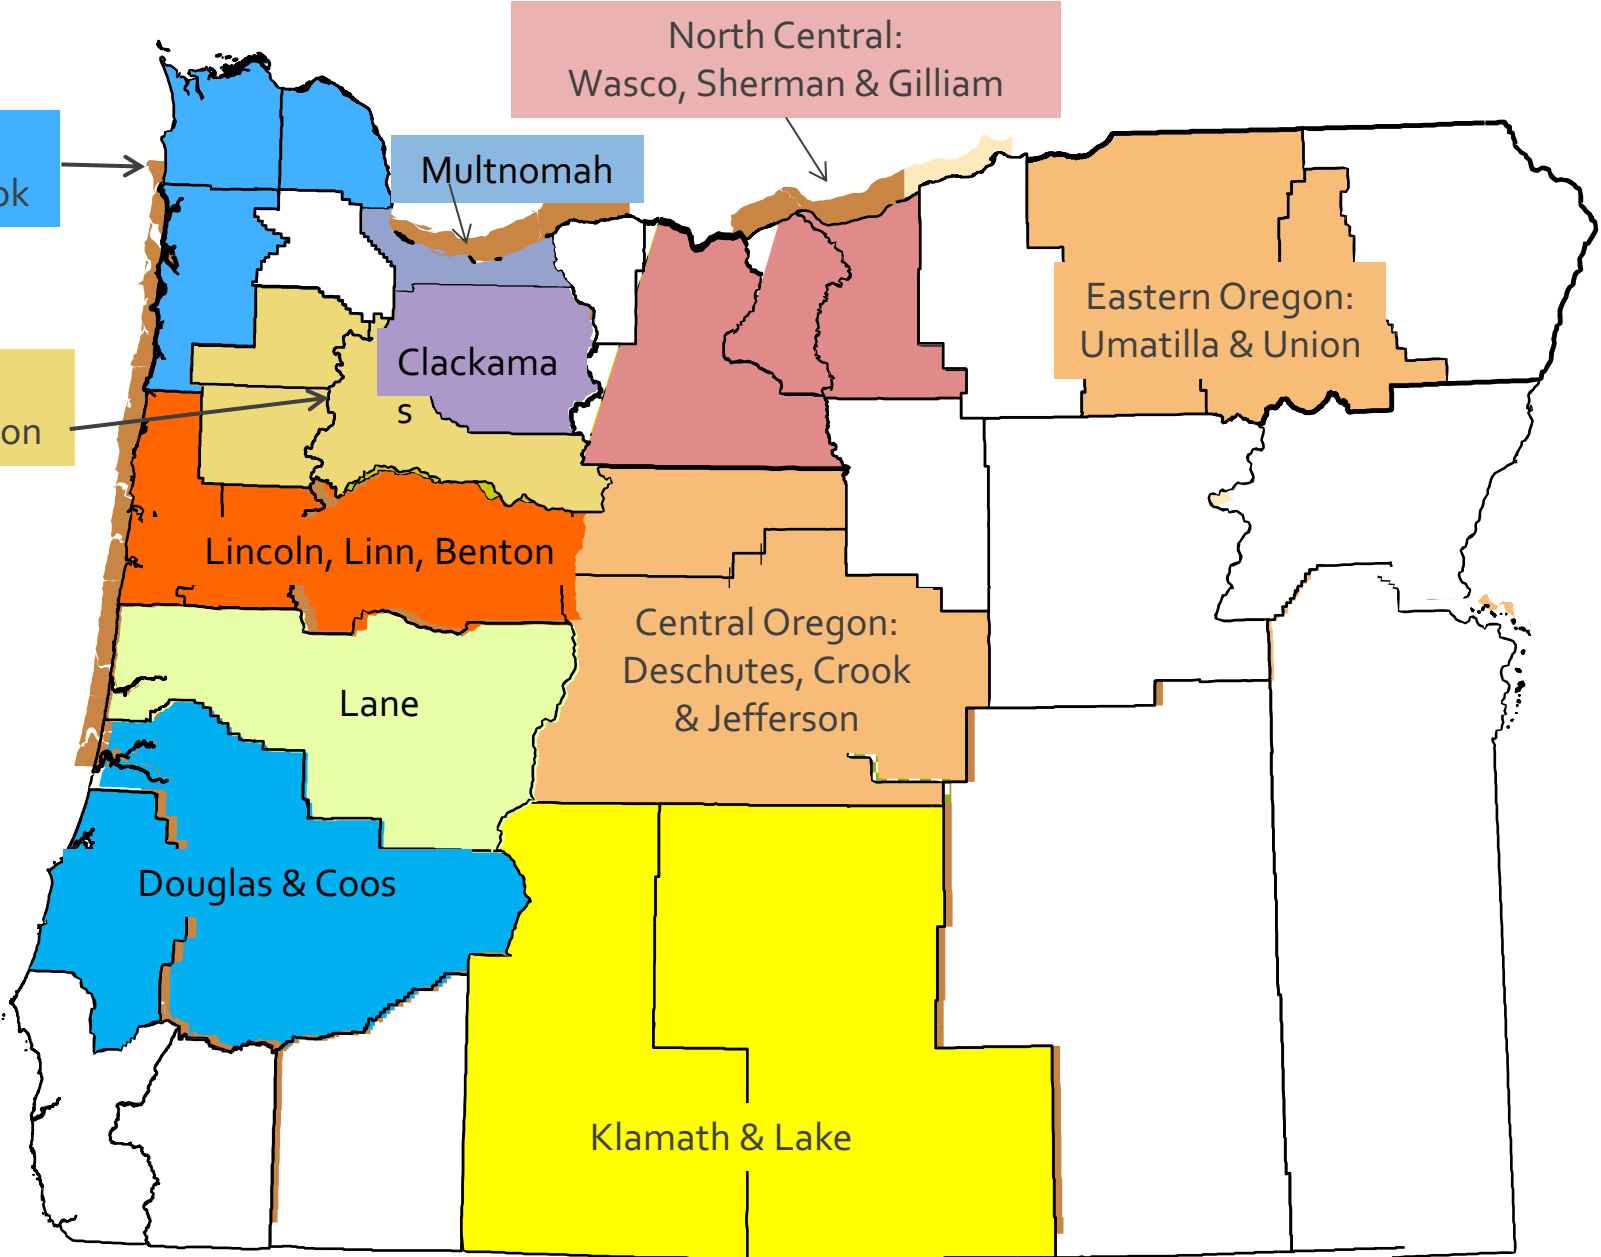 North Central:
Wasco, Sherman & Gilliam
Multnomah
ok
Eastern Oregon:
Umatilla & Union
Clackama
s
on
Lincoln, Linn, Benton
Central Oregon:
Deschutes, Crook
& Jefferson
Lane
Douglas & Coos
Klamath & Lake